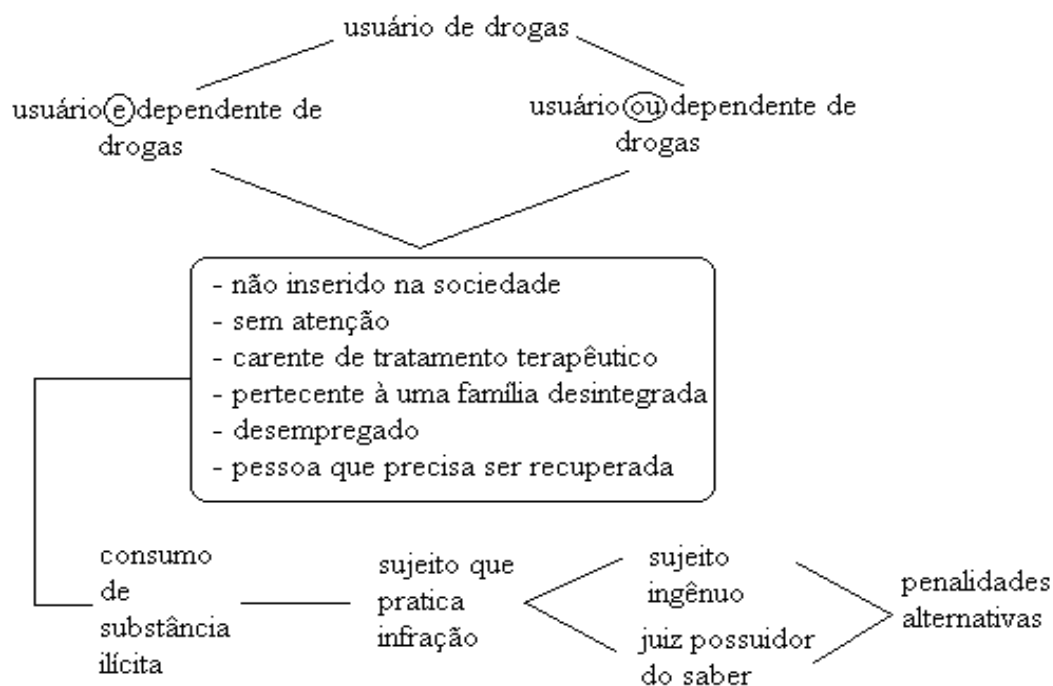 usuário de drogas
usuário e dependente de
drogas
usuário ou dependente de
drogas
- não inserido na sociedade
- sem atenção
- carente de tratamento terapêutico
- pertecente à uma família desintegrada
- desempregado
- pessoa que precisa ser recuperada
consumo
de
substância
ilícita
sujeito que
pratica
infração
sujeito
ingênuo
juiz possuidor
do saber
penalidades
alternativas